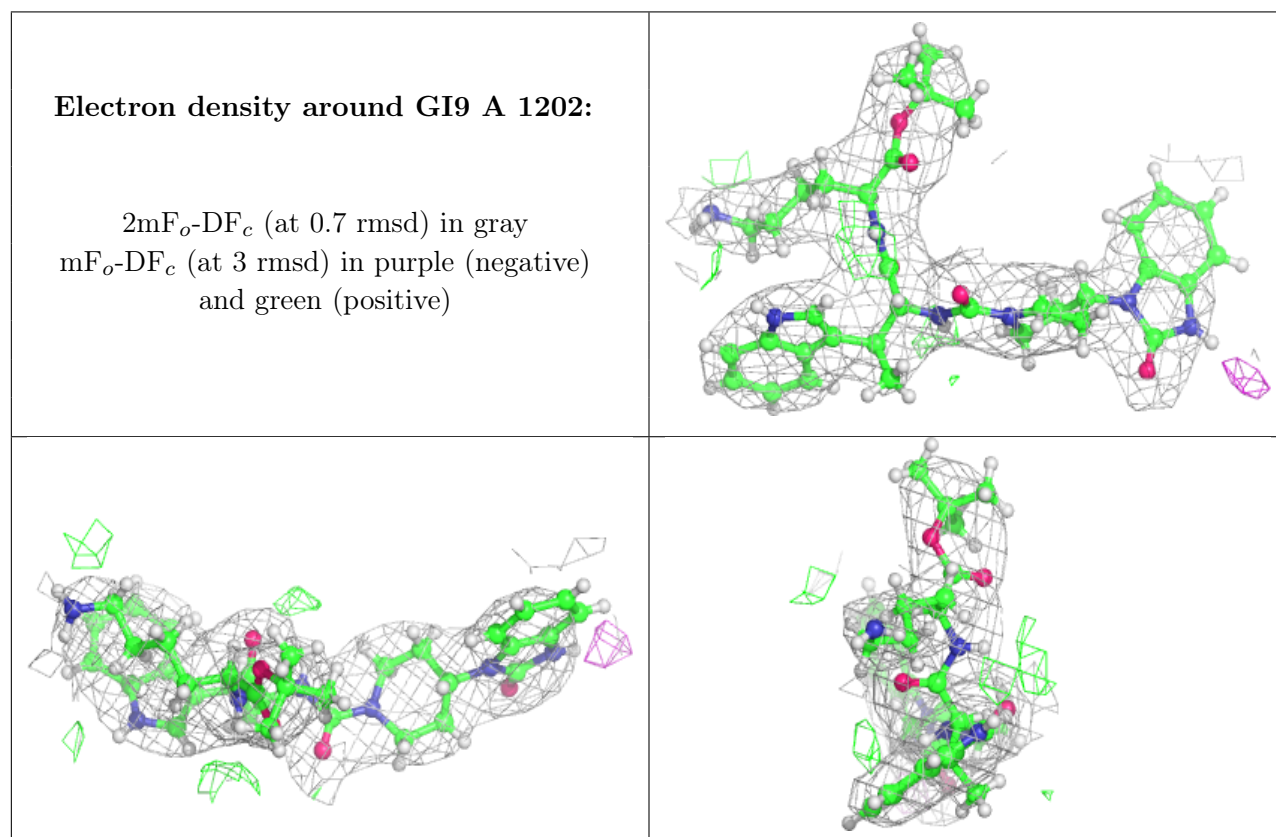 Electron density around GI9 A 1202:
2mFo-DFc (at 0.7 rmsd) in gray
mFo-DFc (at 3 rmsd) in purple (negative)
and green (positive)